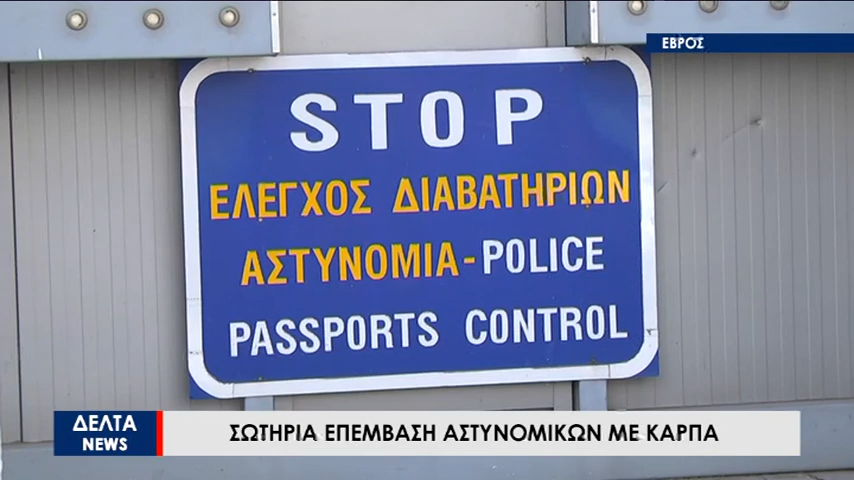 ΕΒΡΟΣ
STOP
ΕΛΕΓΧΟΣ ΔΙΑΒΑΤΗΡΙΩΝ
ΑΣΤΥΝΟΜΙΑ-POLICE
PASSPORTS CONTROL
ΔΕΛΤΑ
NEWS
ΣΩΤΗΡΙΑ ΕΠΕΜΒΑΣΗ ΑΣΤΥΝΟΜΙΚΩΝ ΜΕ ΚΑΡΠΑ